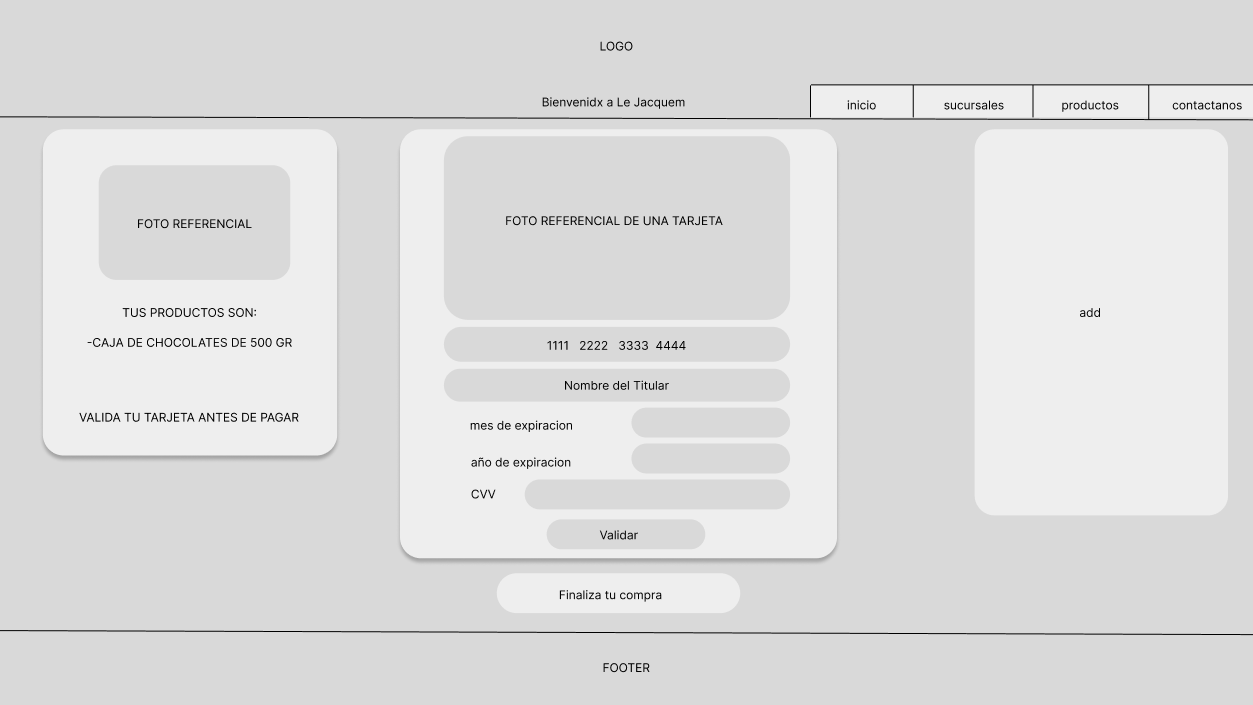 LOGO
Bienvenidx a Le Jacquem
inicio
sucursales
productos
contactanos
FOTO REFERENCIAL
TUS PRODUCTOS SON:
-CAJA DE CHOCOLATES DE 500 GR
VALIDA TU TARJETA ANTES DE PAGAR
FOTO REFERENCIAL DE UNA TARJETA
1111 2222 3333 4444
Nombre del Titular
mes de expiracion
año de expiracion
CVV
Validar
Finaliza tu compra
add
FOOTER